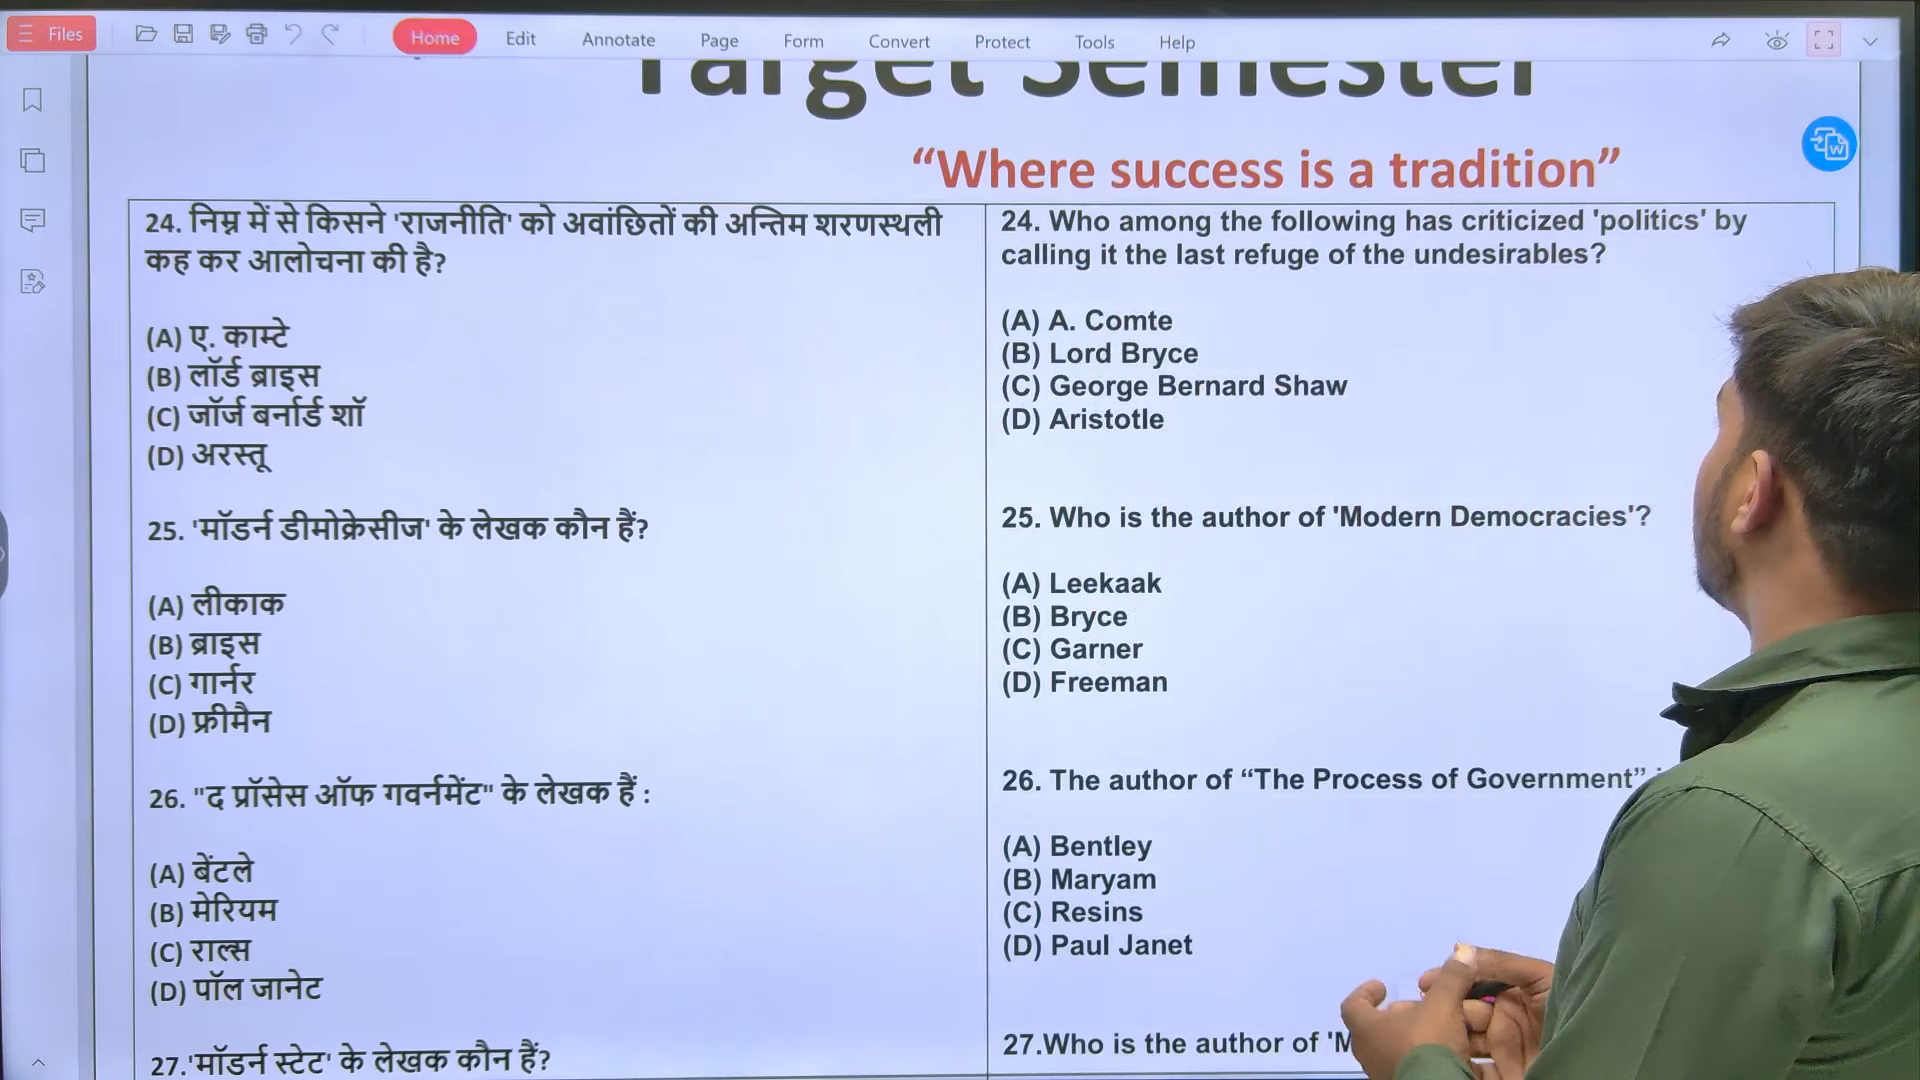 Files
Home
Edit
Annotate
Page
Form
Convert
Protect
Tools
Help
Target Semester
“Where success is a tradition”
24. निम्न में से किसने 'राजनीति' को अवांछितों की अन्तिम शरणस्थली
कह कर आलोचना की है?
(A) ए. काम्टे
(B) लॉर्ड ब्राइस
(C) जॉर्ज बर्नार्ड शॉ
(D) अरस्तू
25. 'मॉडर्न डीमोक्रेसीज' के लेखक कौन हैं?
(A) लीकाक
(B) ब्राइस
(C) गार्नर
(D) फ्रीमैन
26. "द प्रॉसेस ऑफ गवर्नमेंट" के लेखक हैं :
(A) बेंटले
(B) मेरियम
(C) राल्स
(D) पॉल जानेट
27.'मॉडर्न स्टेट' के लेखक कौन हैं?
24. Who among the following has criticized 'politics' by
calling it the last refuge of the undesirables?
(A) A. Comte
(B) Lord Bryce
(C) George Bernard Shaw
(D) Aristotle
25. Who is the author of 'Modern Democracies'?
(A) Leekaak
(B) Bryce
(C) Garner
(D) Freeman
26. The author of “The Process of Government”
(A) Bentley
(B) Maryam
(C) Resins
(D) Paul Janet
27.Who is the author of